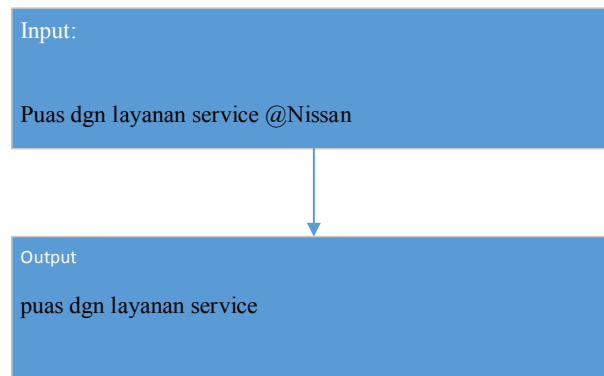 Input:
Puas dgn layanan service @Nissan
Output
puas dgn layanan service